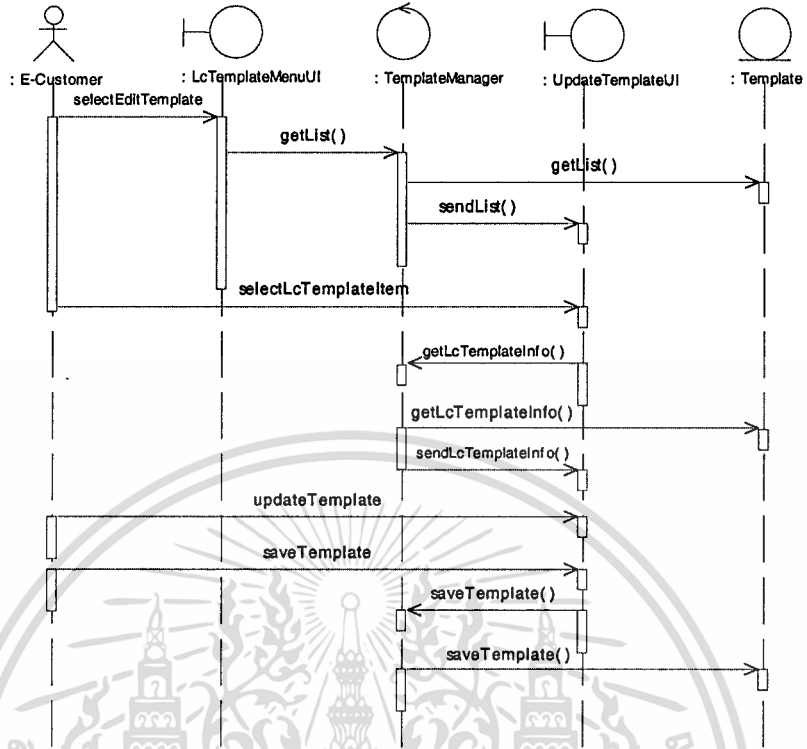 : E-Customer
: LcTemplateMenuUI
: TemplateManager
: UpdateTemplateUI
: Template
selectEditTemplate
getList()
getList()
sendList()
selectLcTemplateItem
getLcTemplateInfo()
getLcTemplateInfo()
sendLcTemplateInfo()
updateTemplate
saveTemplate
saveTemplate()
saveTemplate()